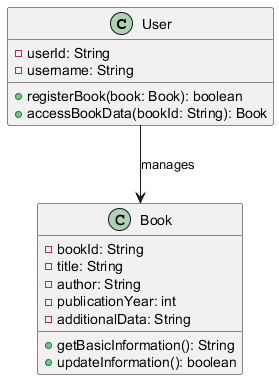 C User
userId: String
username: String
registerBook(book: Book): boolean
accessBookData(bookId: String): Book
manages
C Book
bookId: String
title: String
author: String
publicationYear: int
additionalData: String
getBasicInformation(): String
updateInformation(): boolean